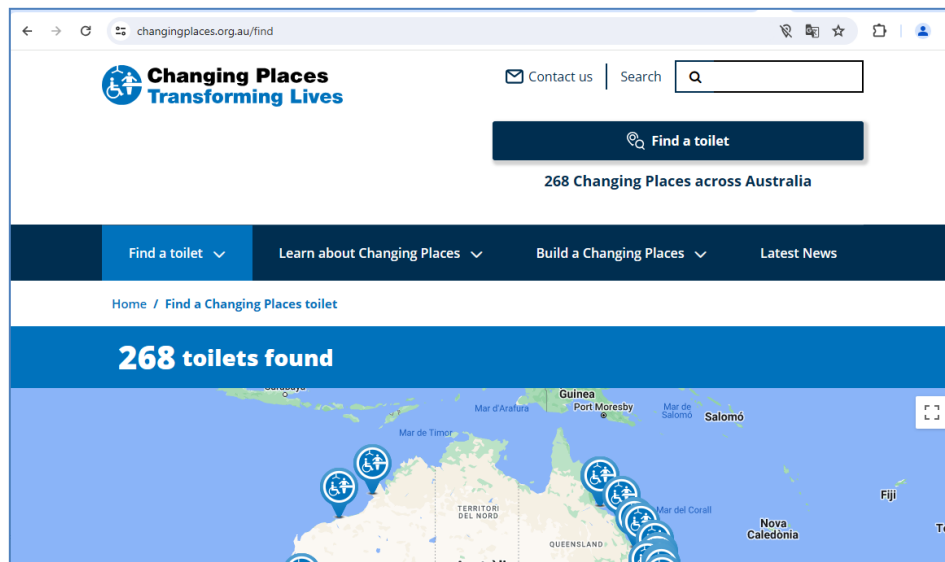 changingplaces.org.au/find
Changing Places
Transforming Lives
Contact us
Search
Find a toilet
268 Changing Places across Australia
Find a toilet
Learn about Changing Places
Build a Changing Places
Latest News
Home / Find a Changing Places toilet
268 toilets found
Guinea
Mar d'Arafura
Port Moresby
Mar de
Salomó
Salomó
Mar de Timor
TERRITORI
DEL NORD
Mar del Corall
Fiji
Nova
Caledònia
QUEENSLAND